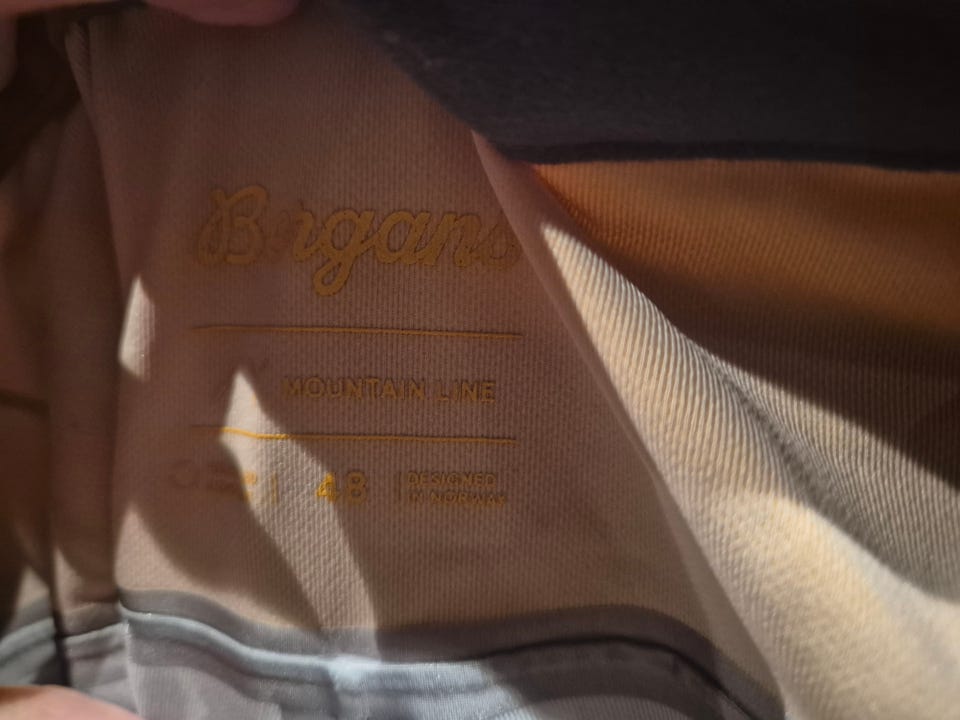 Bergans
MOUNTAIN LINE
48 | DESIGNED
IN NORWAY